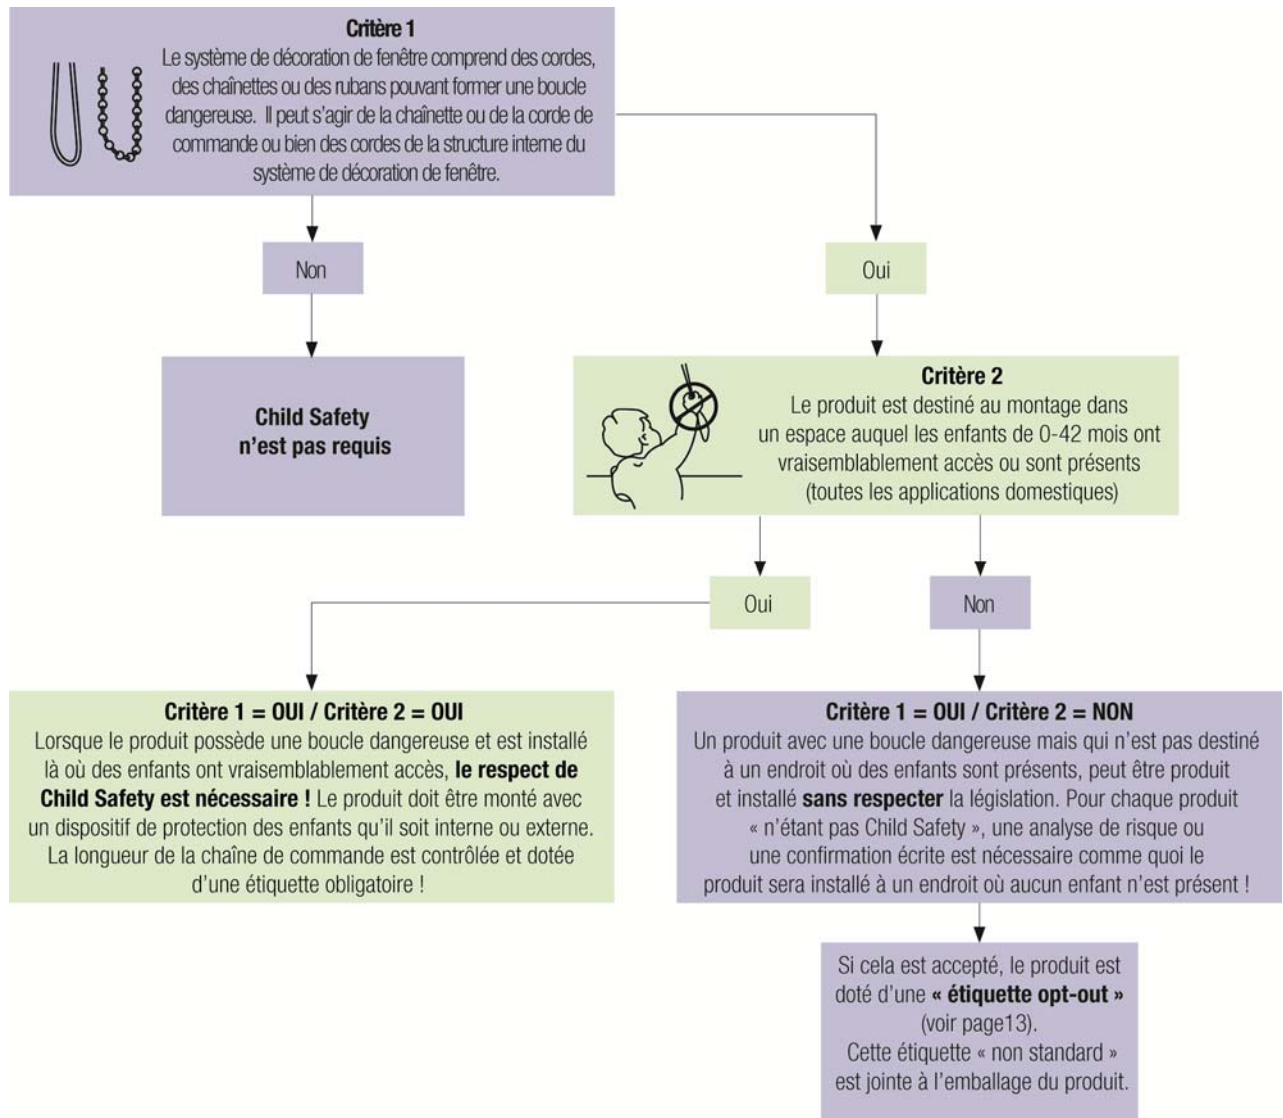 Critère 1
Le système de décoration de fenêtre comprend des cordes,
des chaînettes ou des rubans pouvant former une boucle
dangereuse. Il peut s’agir de la chaînette ou de la corde de
commande ou bien des cordes de la structure interne du
système de décoration de fenêtre.
Non
Oui
Child Safety
n’est pas requis
Critère 2
Le produit est destiné au montage dans
un espace auquel les enfants de 0-42 mois ont
vraisemblablement accès ou sont présents
(toutes les applications domestiques)
Oui
Non
Critère 1 = OUI / Critère 2 = OUI
Lorsque le produit possède une boucle dangereuse et est installé
là où des enfants ont vraisemblablement accès, le respect de
Child Safety est nécessaire ! Le produit doit être monté avec
un dispositif de protection des enfants qu’il soit interne ou externe.
La longueur de la chaîne de commande est contrôlée et dotée
d’une étiquette obligatoire !
Critère 1 = OUI / Critère 2 = NON
Un produit avec une boucle dangereuse mais qui n’est pas destiné
à un endroit où des enfants sont présents, peut être produit
et installé sans respecter la législation. Pour chaque produit
« n’étant pas Child Safety », une analyse de risque ou
une confirmation écrite est nécessaire comme quoi le
produit sera installé à un endroit où aucun enfant n’est présent !
Si cela est accepté, le produit est
doté d’une « étiquette opt-out »
(voir page13).
Cette étiquette « non standard »
est jointe à l’emballage du produit.